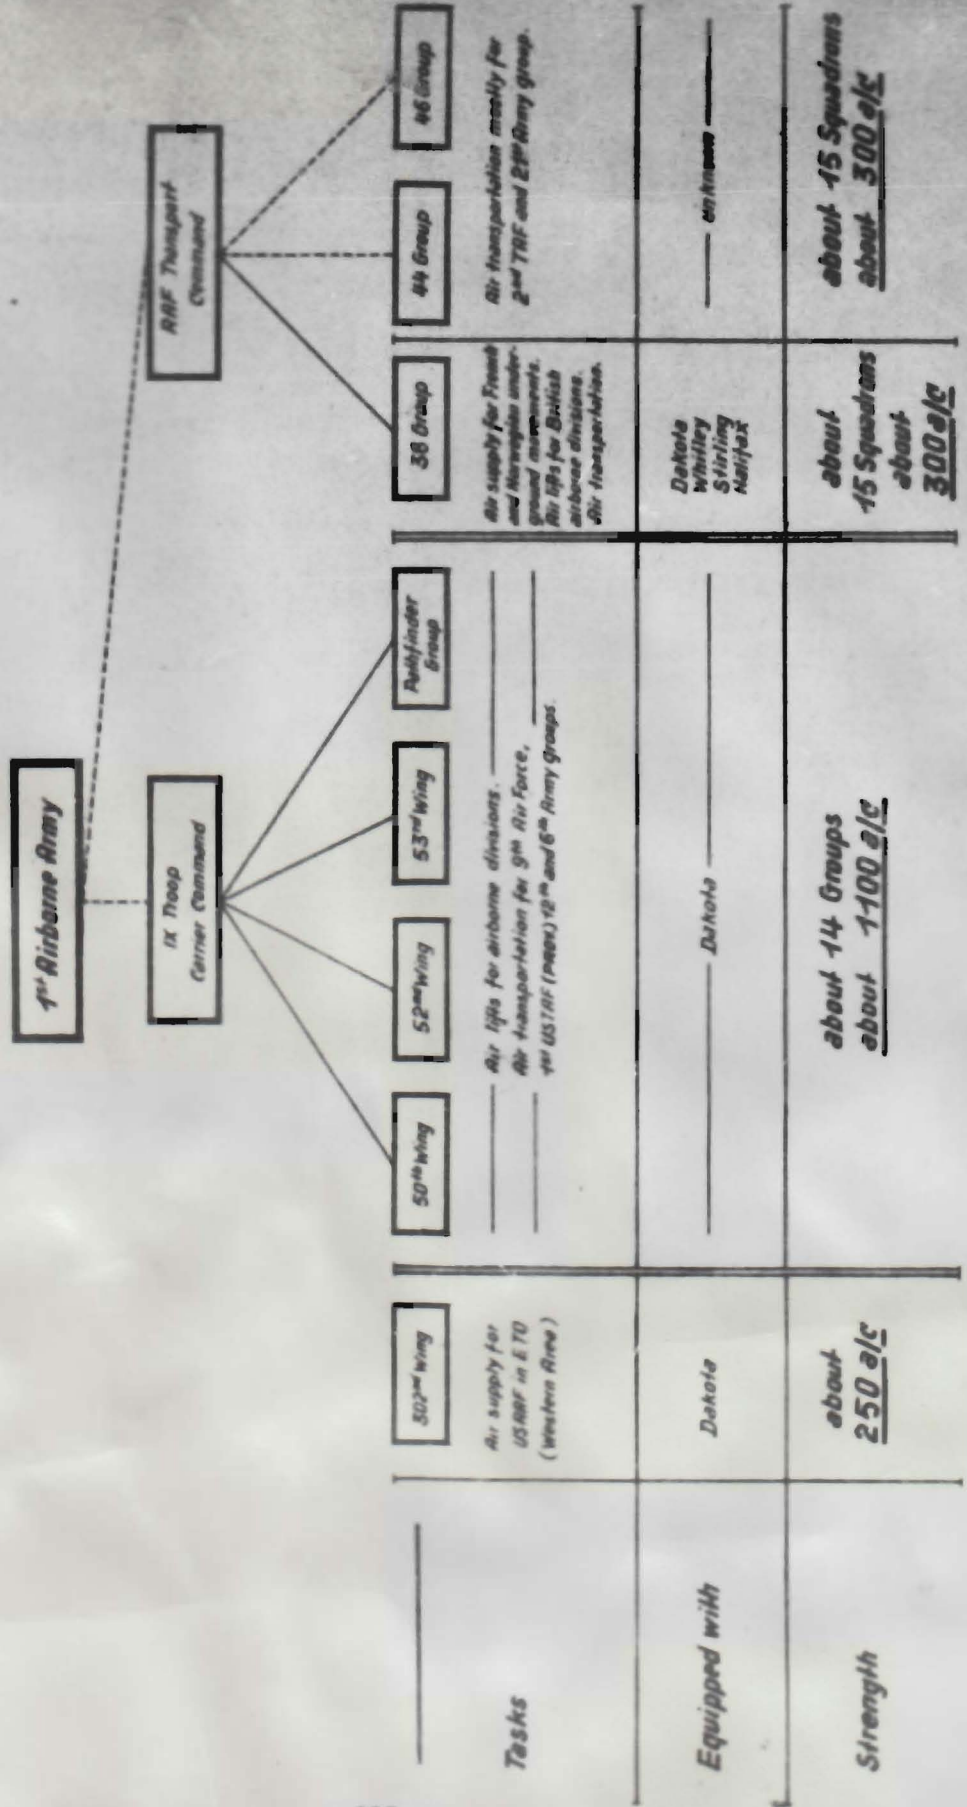 1st Airborne Army
IX Troop
Carrier Command
RAF Transport
Command
302nd Wing
50th Wing
52nd Wing
53rd Wing
Pathfinder
Group
38 Group
44 Group
46 Group
Tasks
Air supply for
USAAF in ETO
(Western Area)
Air lifts for airborne divisions.
Air transportation for 9th Air Force,
1st USTAF (PROV.) 12th and 6th Army groups.
Air supply for French
and Norwegian under-
ground movements.
Air lifts for British
airborne divisions.
Air transportation.
Air transportation mostly for
2nd TAF and 21st Army group.
Equipped with
Dakota
Dakota
Dakota
Whitley
Stirling
Halifax
unknown
Strength
about
250 a/c
about 14 Groups
about 1100 a/c
about
15 Squadrons
about
300 a/c
about 15 Squadrons
about 300 a/c